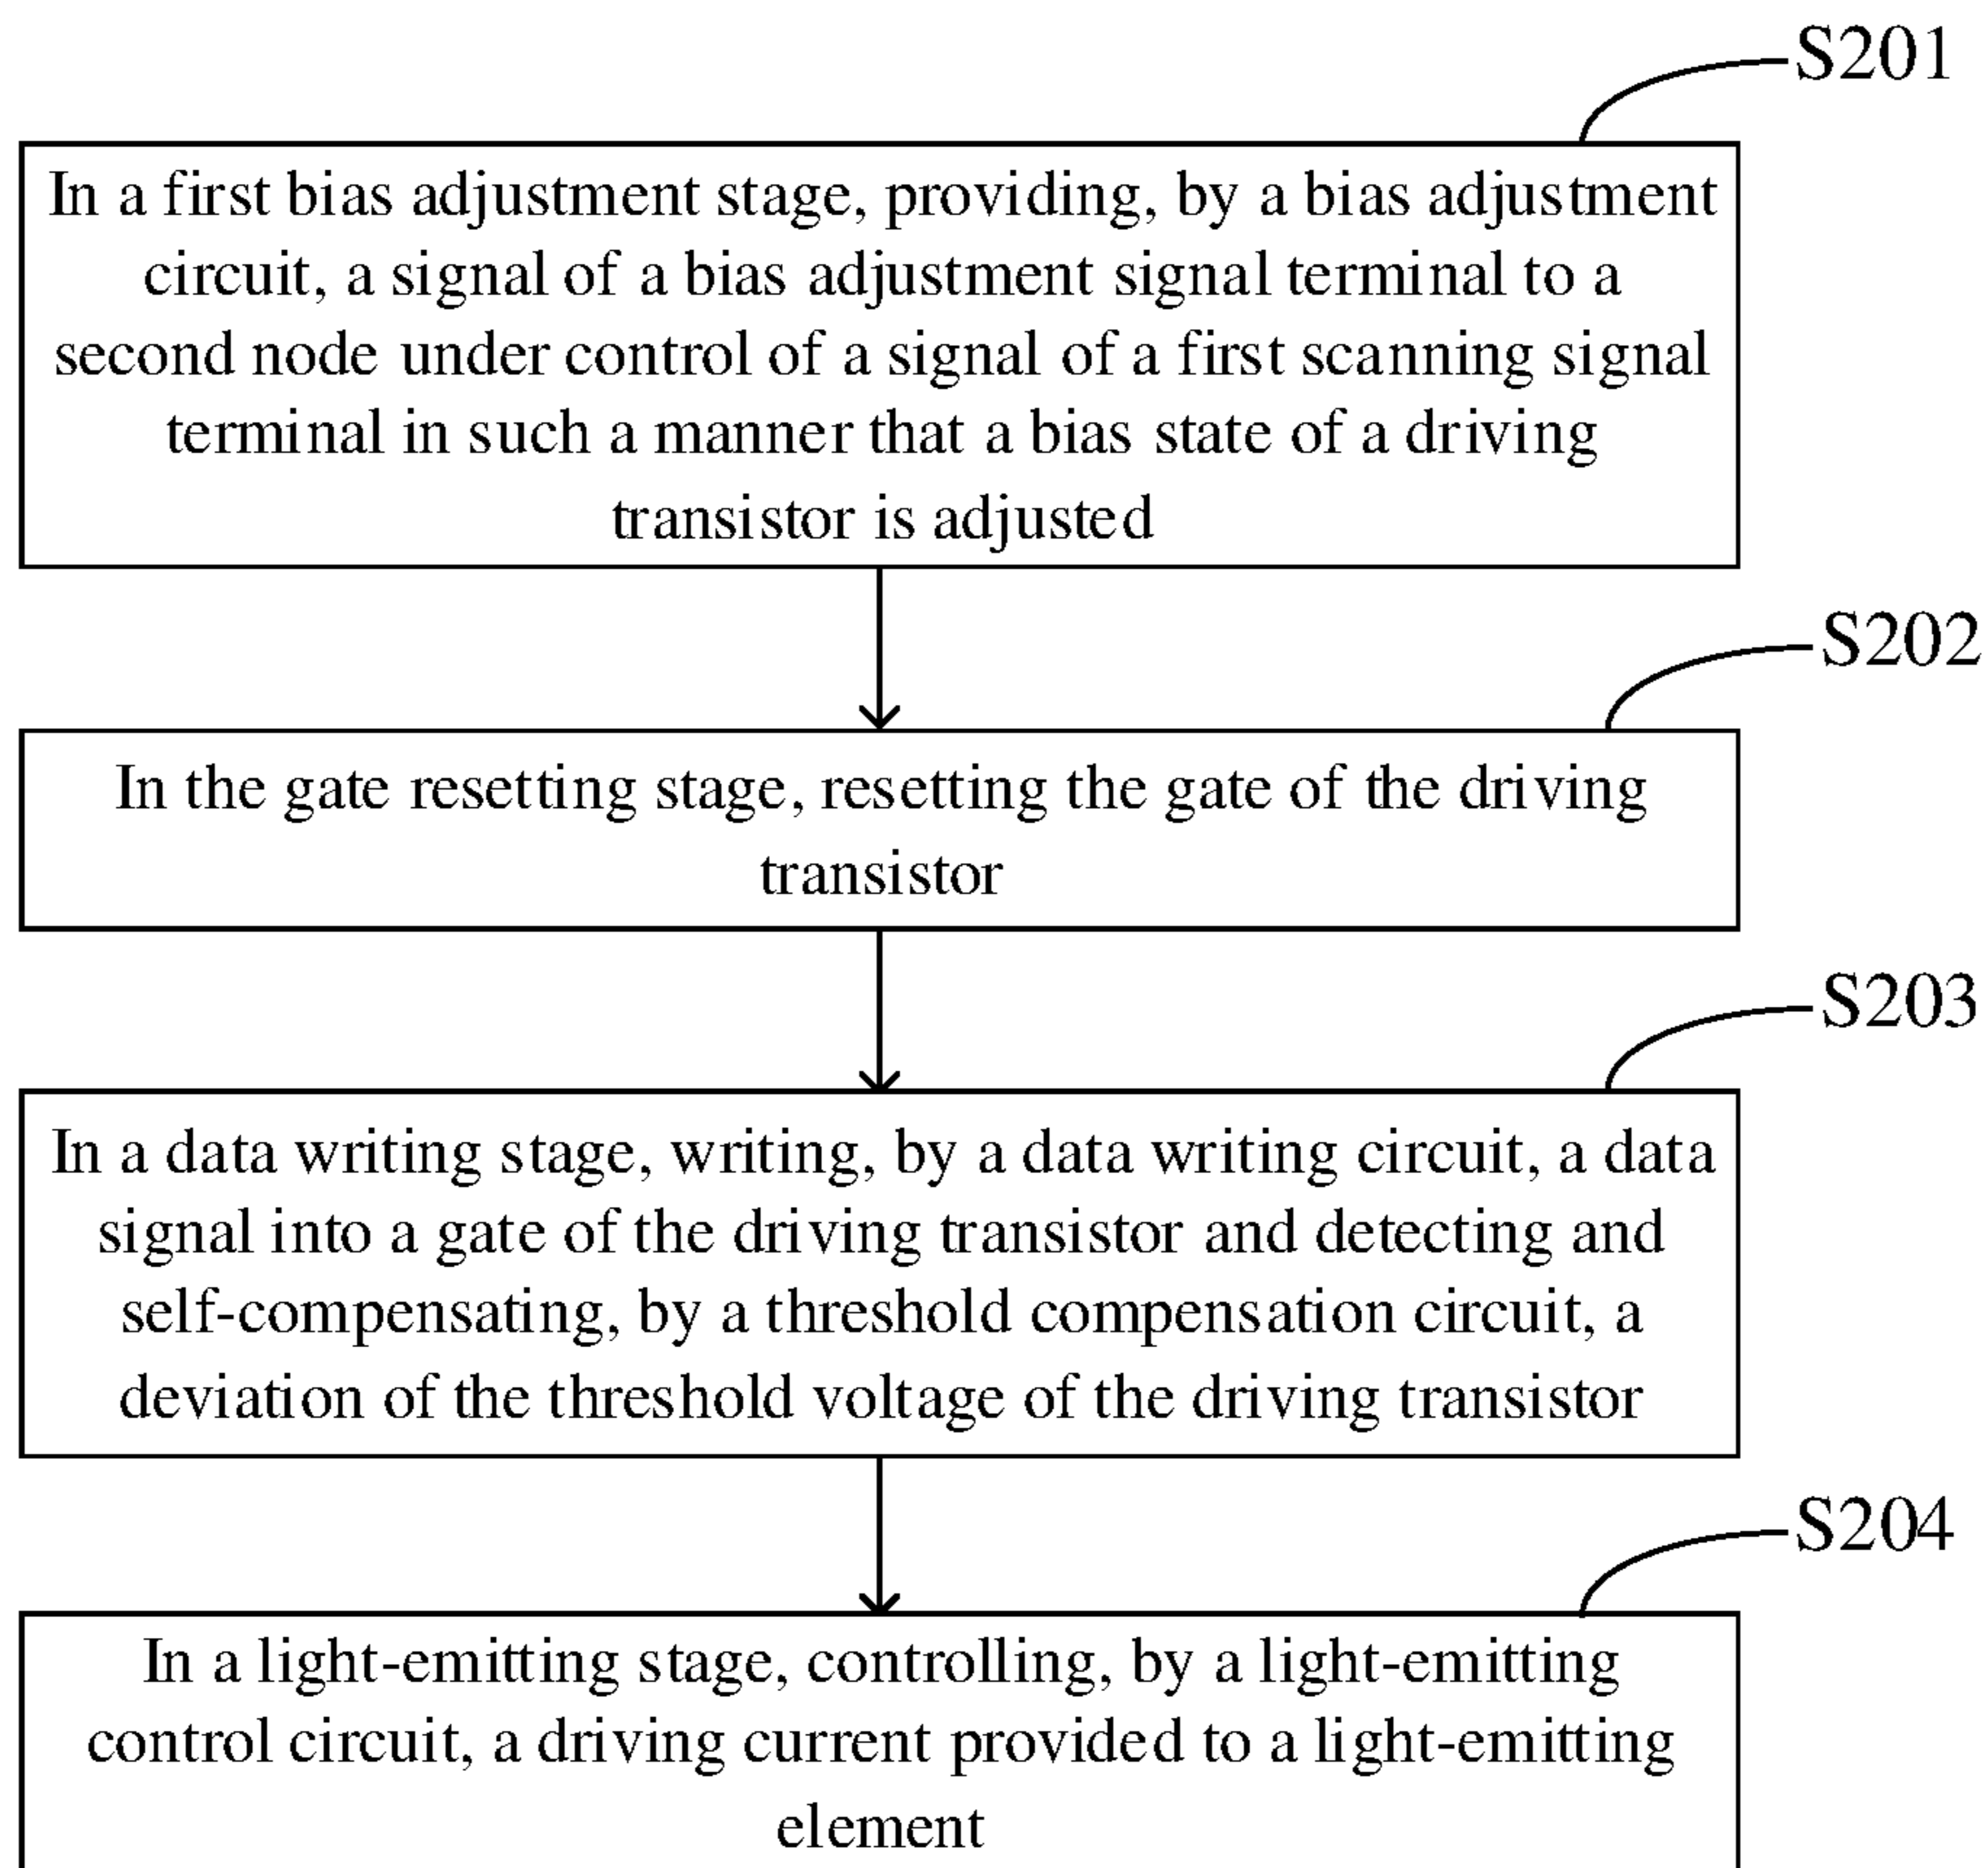 S201
In a first bias adjustment stage, providing, by a bias adjustment
circuit, a signal of a bias adjustment signal terminal to a
second node under control of a signal of a first scanning signal
terminal in such a manner that a bias state of a driving
transistor is adjusted
S202
In the gate resetting stage, resetting the gate of the driving
transistor
S203
In a data writing stage, writing, by a data writing circuit, a data
signal into a gate of the driving transistor and detecting and
self-compensating, by a threshold compensation circuit, a
deviation of the threshold voltage of the driving transistor
S204
In a light-emitting stage, controlling, by a light-emitting
control circuit, a driving current provided to a light-emitting
element